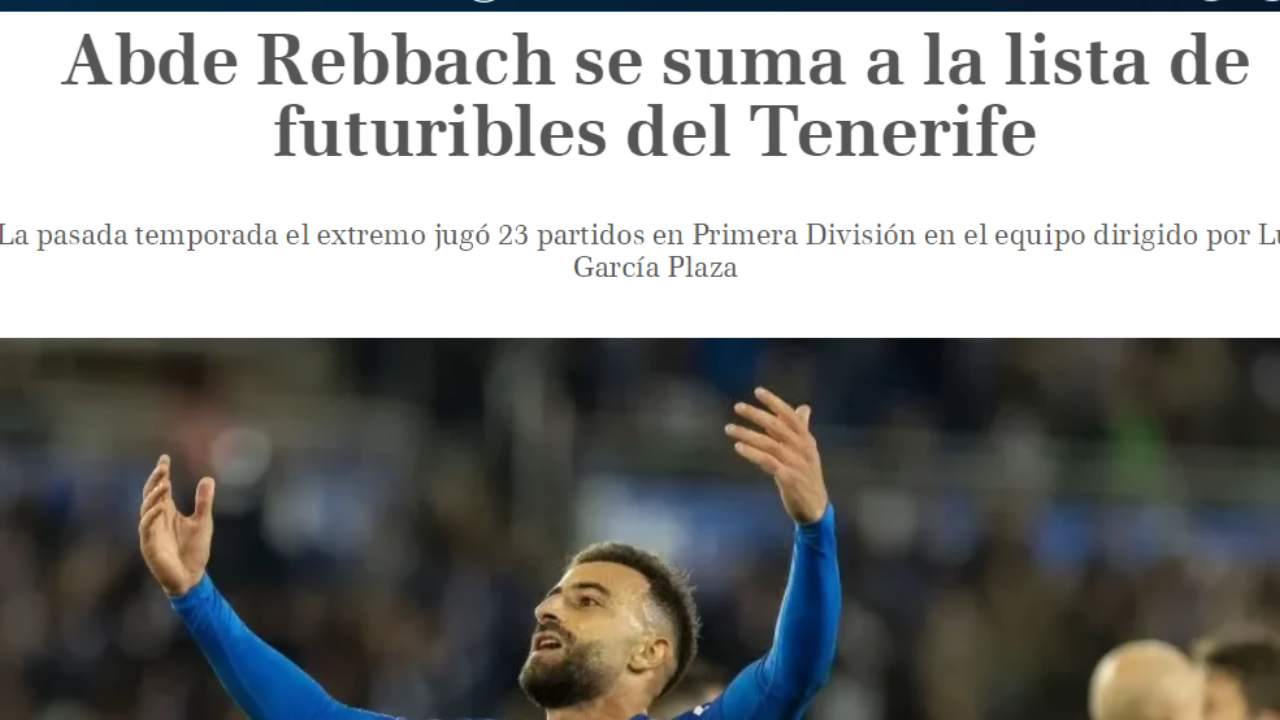 Abde Rebbach se suma a la lista de
futuribles del Tenerife
La pasada temporada el extremo jugó 23 partidos en Primera División en el equipo dirigido por
García Plaza